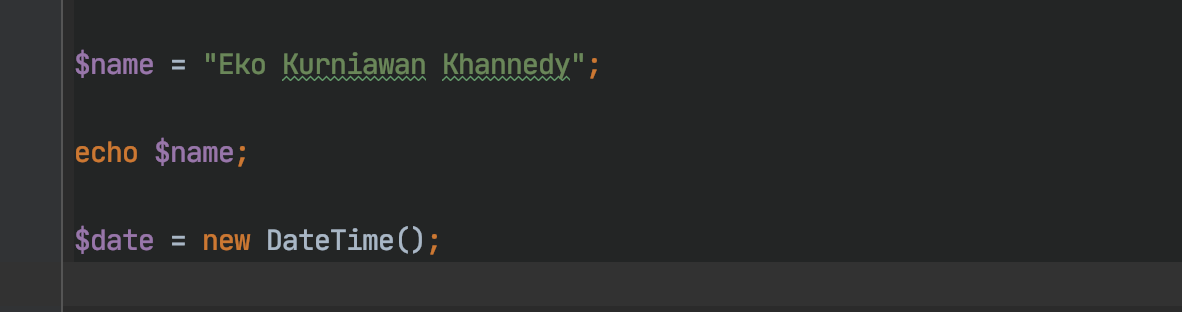 $name = "Eko Kurniawan Khannedy";
echo $name;
$date = new DateTime();